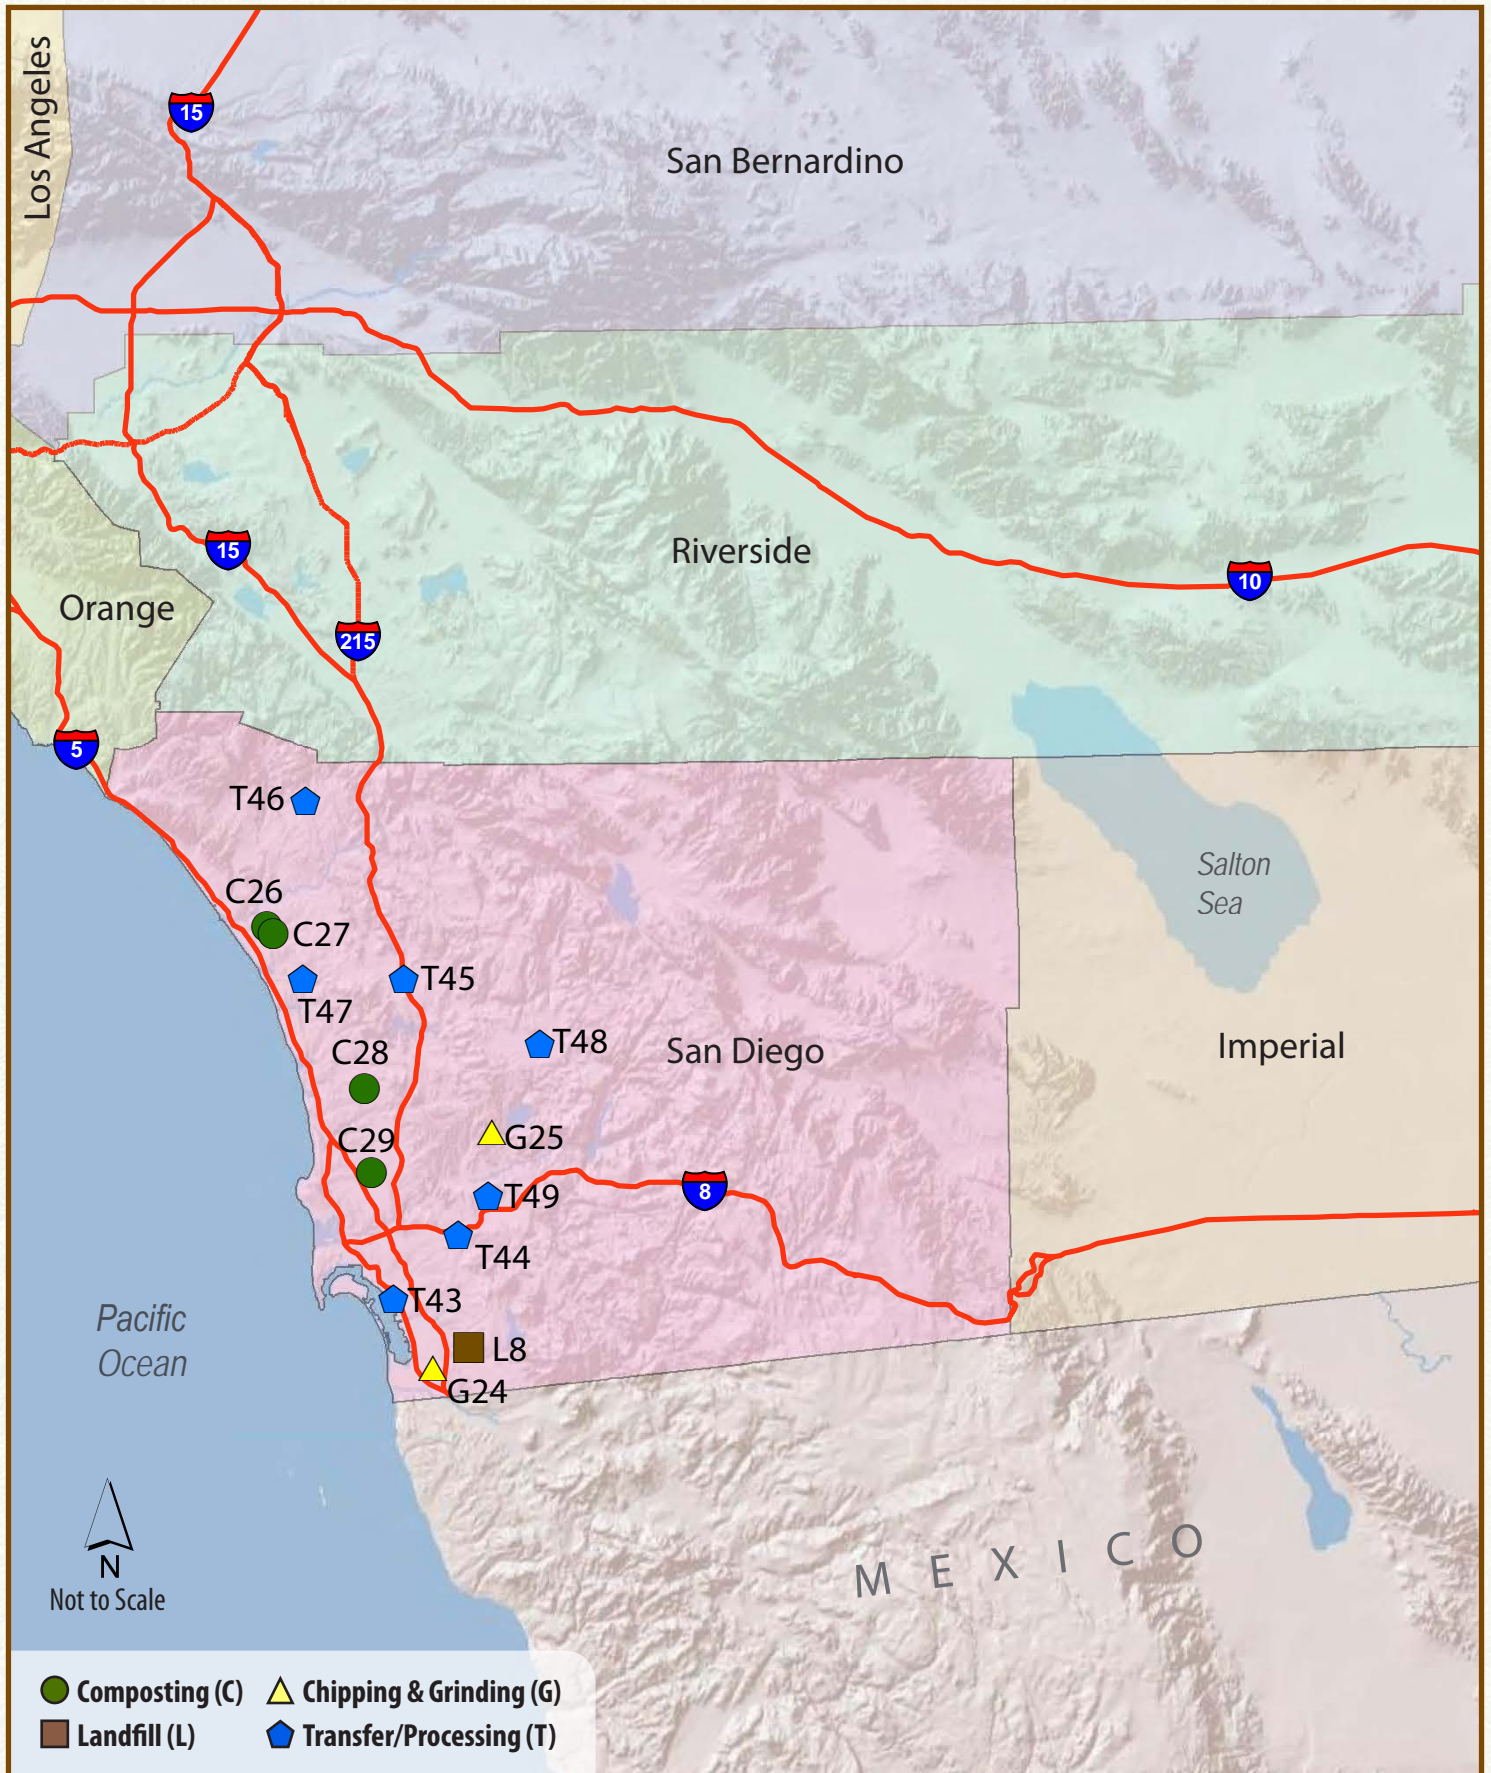 Los Angeles
15
San Bernardino
15
Riverside
10
Orange
215
5
T46
Salton
Sea
C26
C27
T45
T47
T48
C28
San Diego
Imperial
C29
G25
8
T49
T44
T43
Pacific
Ocean
L8
G24
MEXICO
N
Not to Scale
Composting (C)
Chipping & Grinding (G)
Landfill (L)
Transfer/Processing (T)